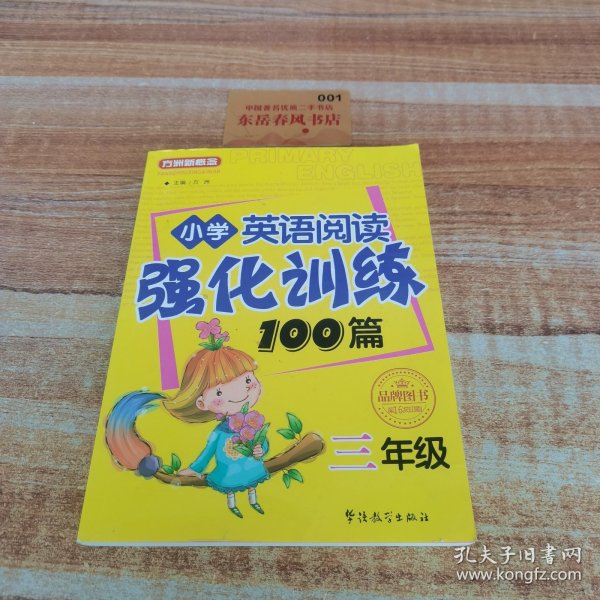 001
中国著名优质二手书店
东岳春风书店
方洲新概念
PRIMARY
ENGLISH
◆ 主编/方洲
小学 英语阅读
强化训练
100篇
品牌图书
三年级
华语教学出版社
孔夫子旧书网
www.kongfz.com